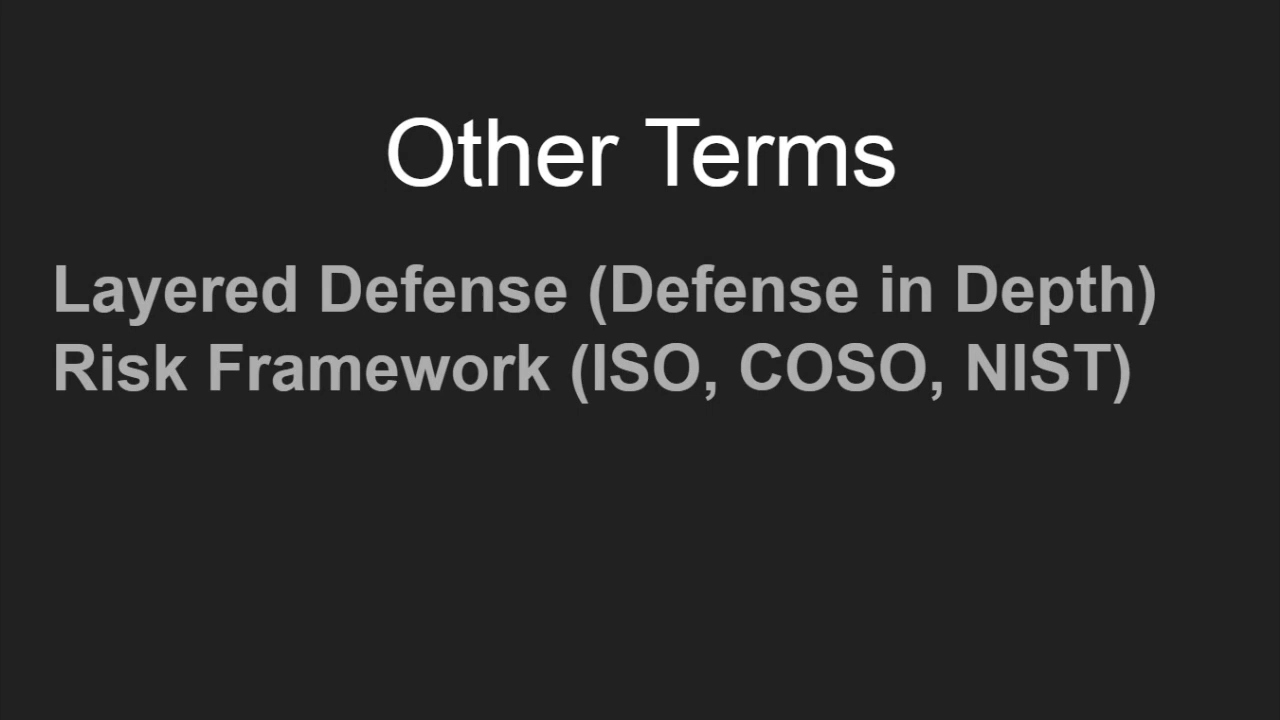 Other Terms
Layered Defense (Defense in Depth)
Risk Framework (ISO, COSO, NIST)